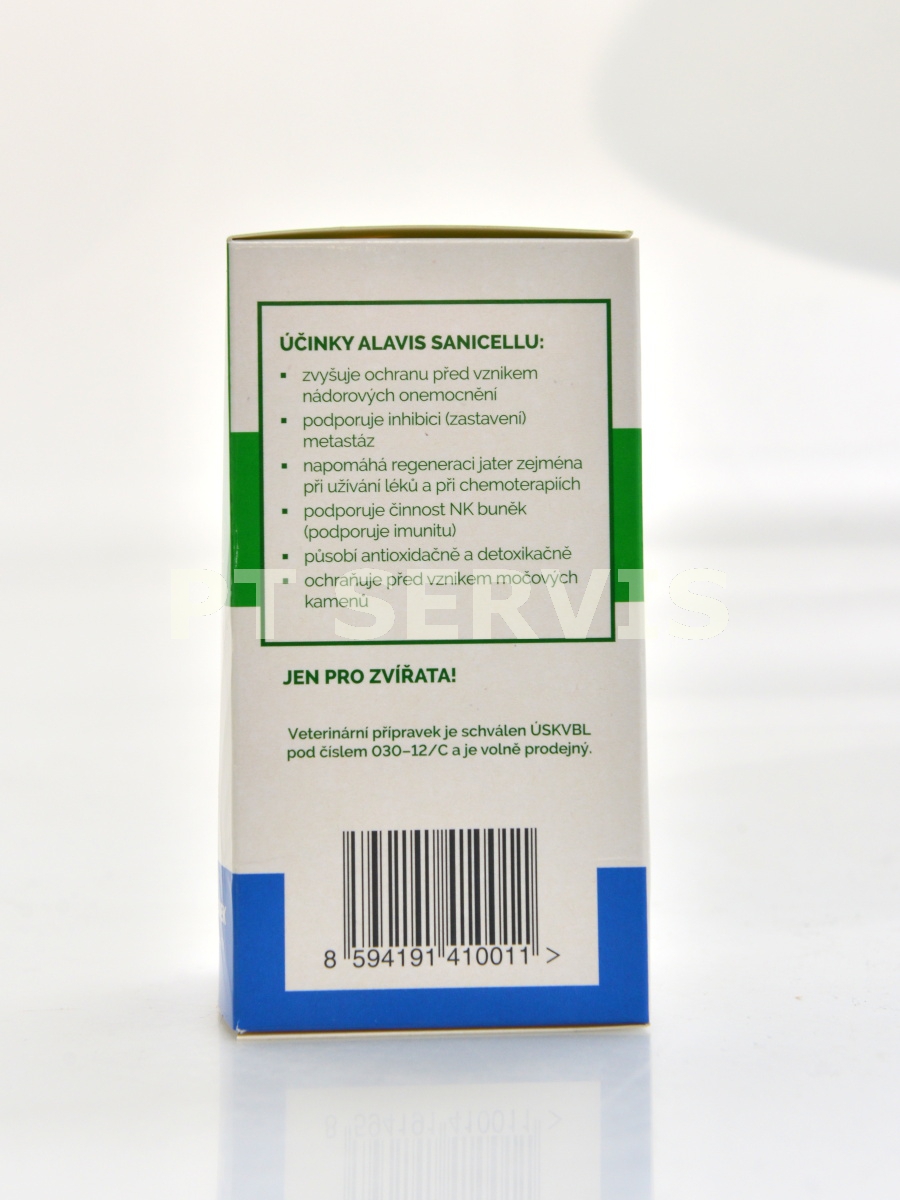 ÚČINKY ALAVIS SANICELLU:
▪ zvyšuje ochranu před vznikem
nádorových onemocnění
▪ podporuje inhibici (zastavení)
metastáz
▪ napomáhá regeneraci jater zejména
při užívání léků a při chemoterapiích
▪ podporuje činnost NK buněk
(podporuje imunitu)
▪ působí antioxidačně a detoxikačně
▪ ochraňuje před vznikem močových
kamenů
PT SERVIS
JEN PRO ZVÍŘATA!
Veterinární přípravek je schválen ÚSKVBL
pod číslem 030–12/C a je volně prodejný.
8 594191 410011 >